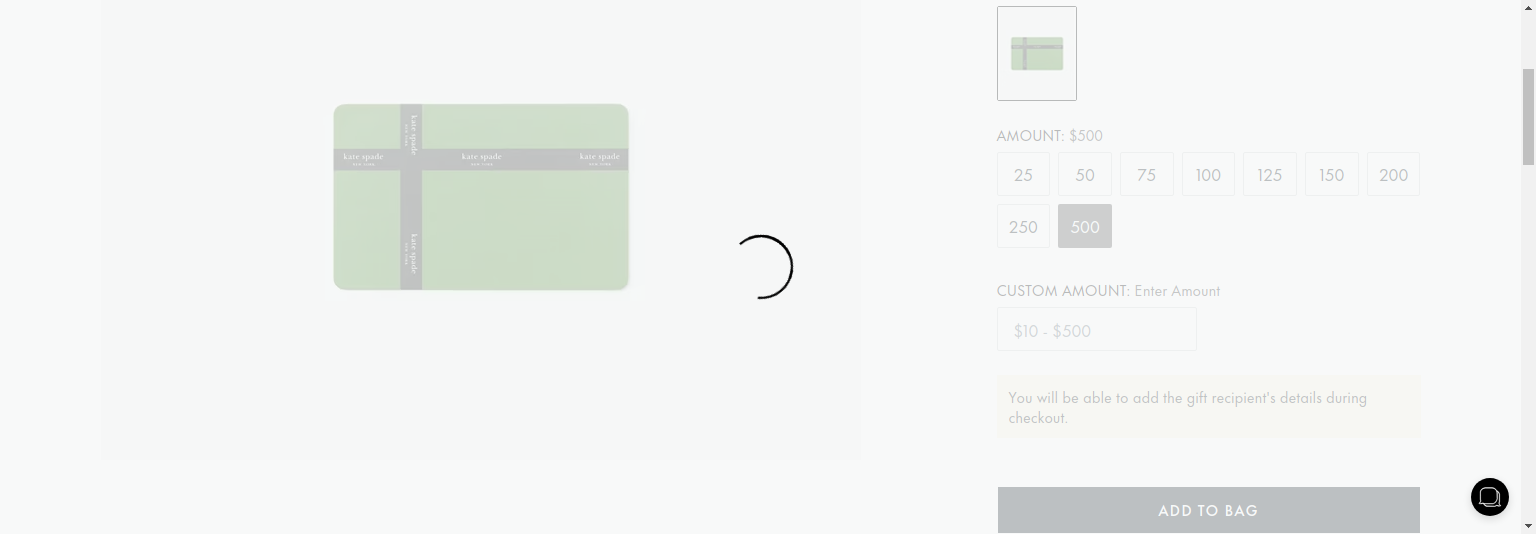 kate spade
NEW YORK
kate spade
NEW YORK
kate spade
NEW YORK
kate spade
NEW YORK
kate spade
NEW YORK
AMOUNT: $500
25 50 75 100 125 150 200
250 500
CUSTOM AMOUNT: Enter Amount
$10 - $500
You will be able to add the gift recipient's details during
checkout.
ADD TO BAG